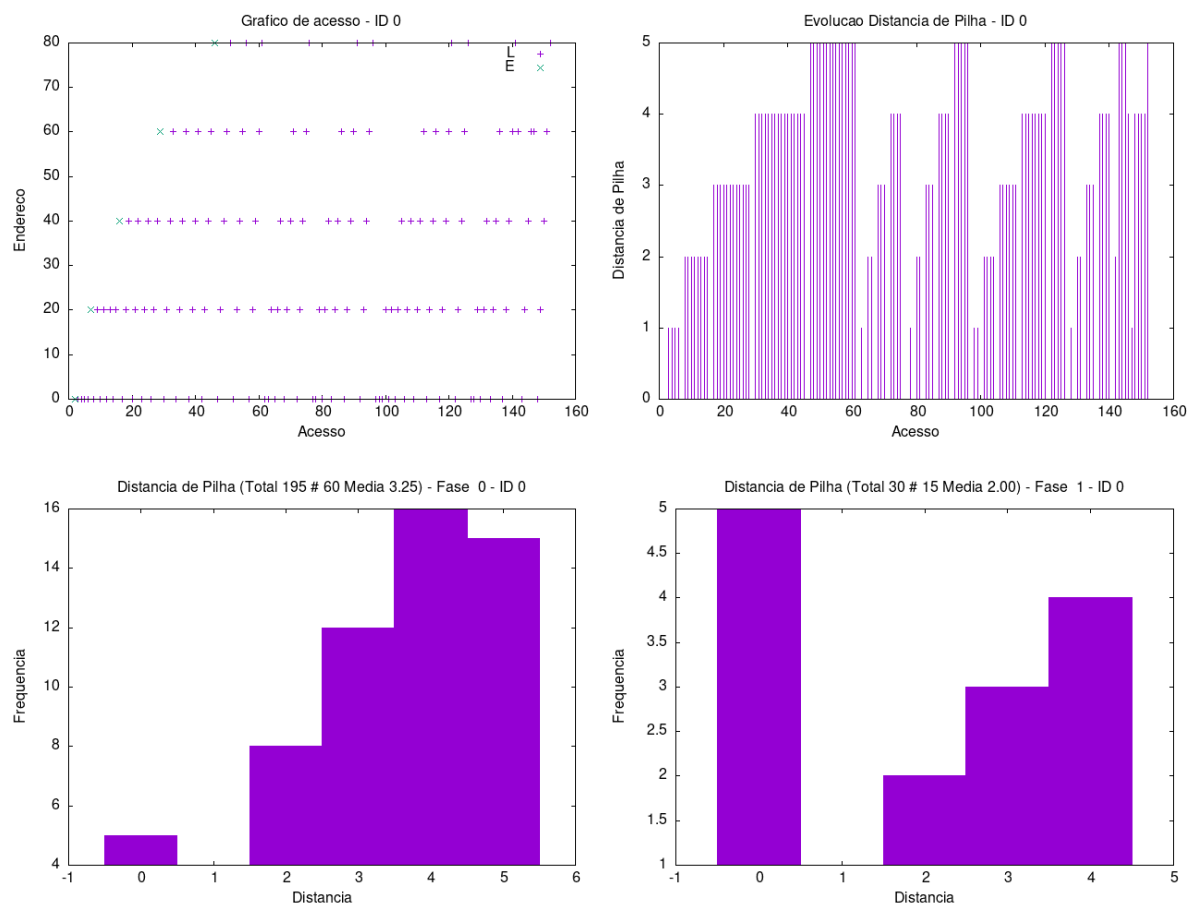 Grafico de acesso - ID 0
80
70
60
50
40
30
20
10
0
L
E
0 20 40 60 80 100 120 140 160
Endereco
Acesso
Evolucao Distancia de Pilha - ID 0
5
4
3
2
1
0
0 20 40 60 80 100 120 140 160
Distancia de Pilha
Acesso
Distancia de Pilha (Total 195 # 60 Media 3.25) - Fase  0 - ID 0
16
14
12
10
8
6
4
-1 0 1 2 3 4 5 6
Frequencia
Distancia
Distancia de Pilha (Total 30 # 15 Media 2.00) - Fase  1 - ID 0
5
4.5
4
3.5
3
2.5
2
1.5
1
-1 0 1 2 3 4 5
Frequencia
Distancia